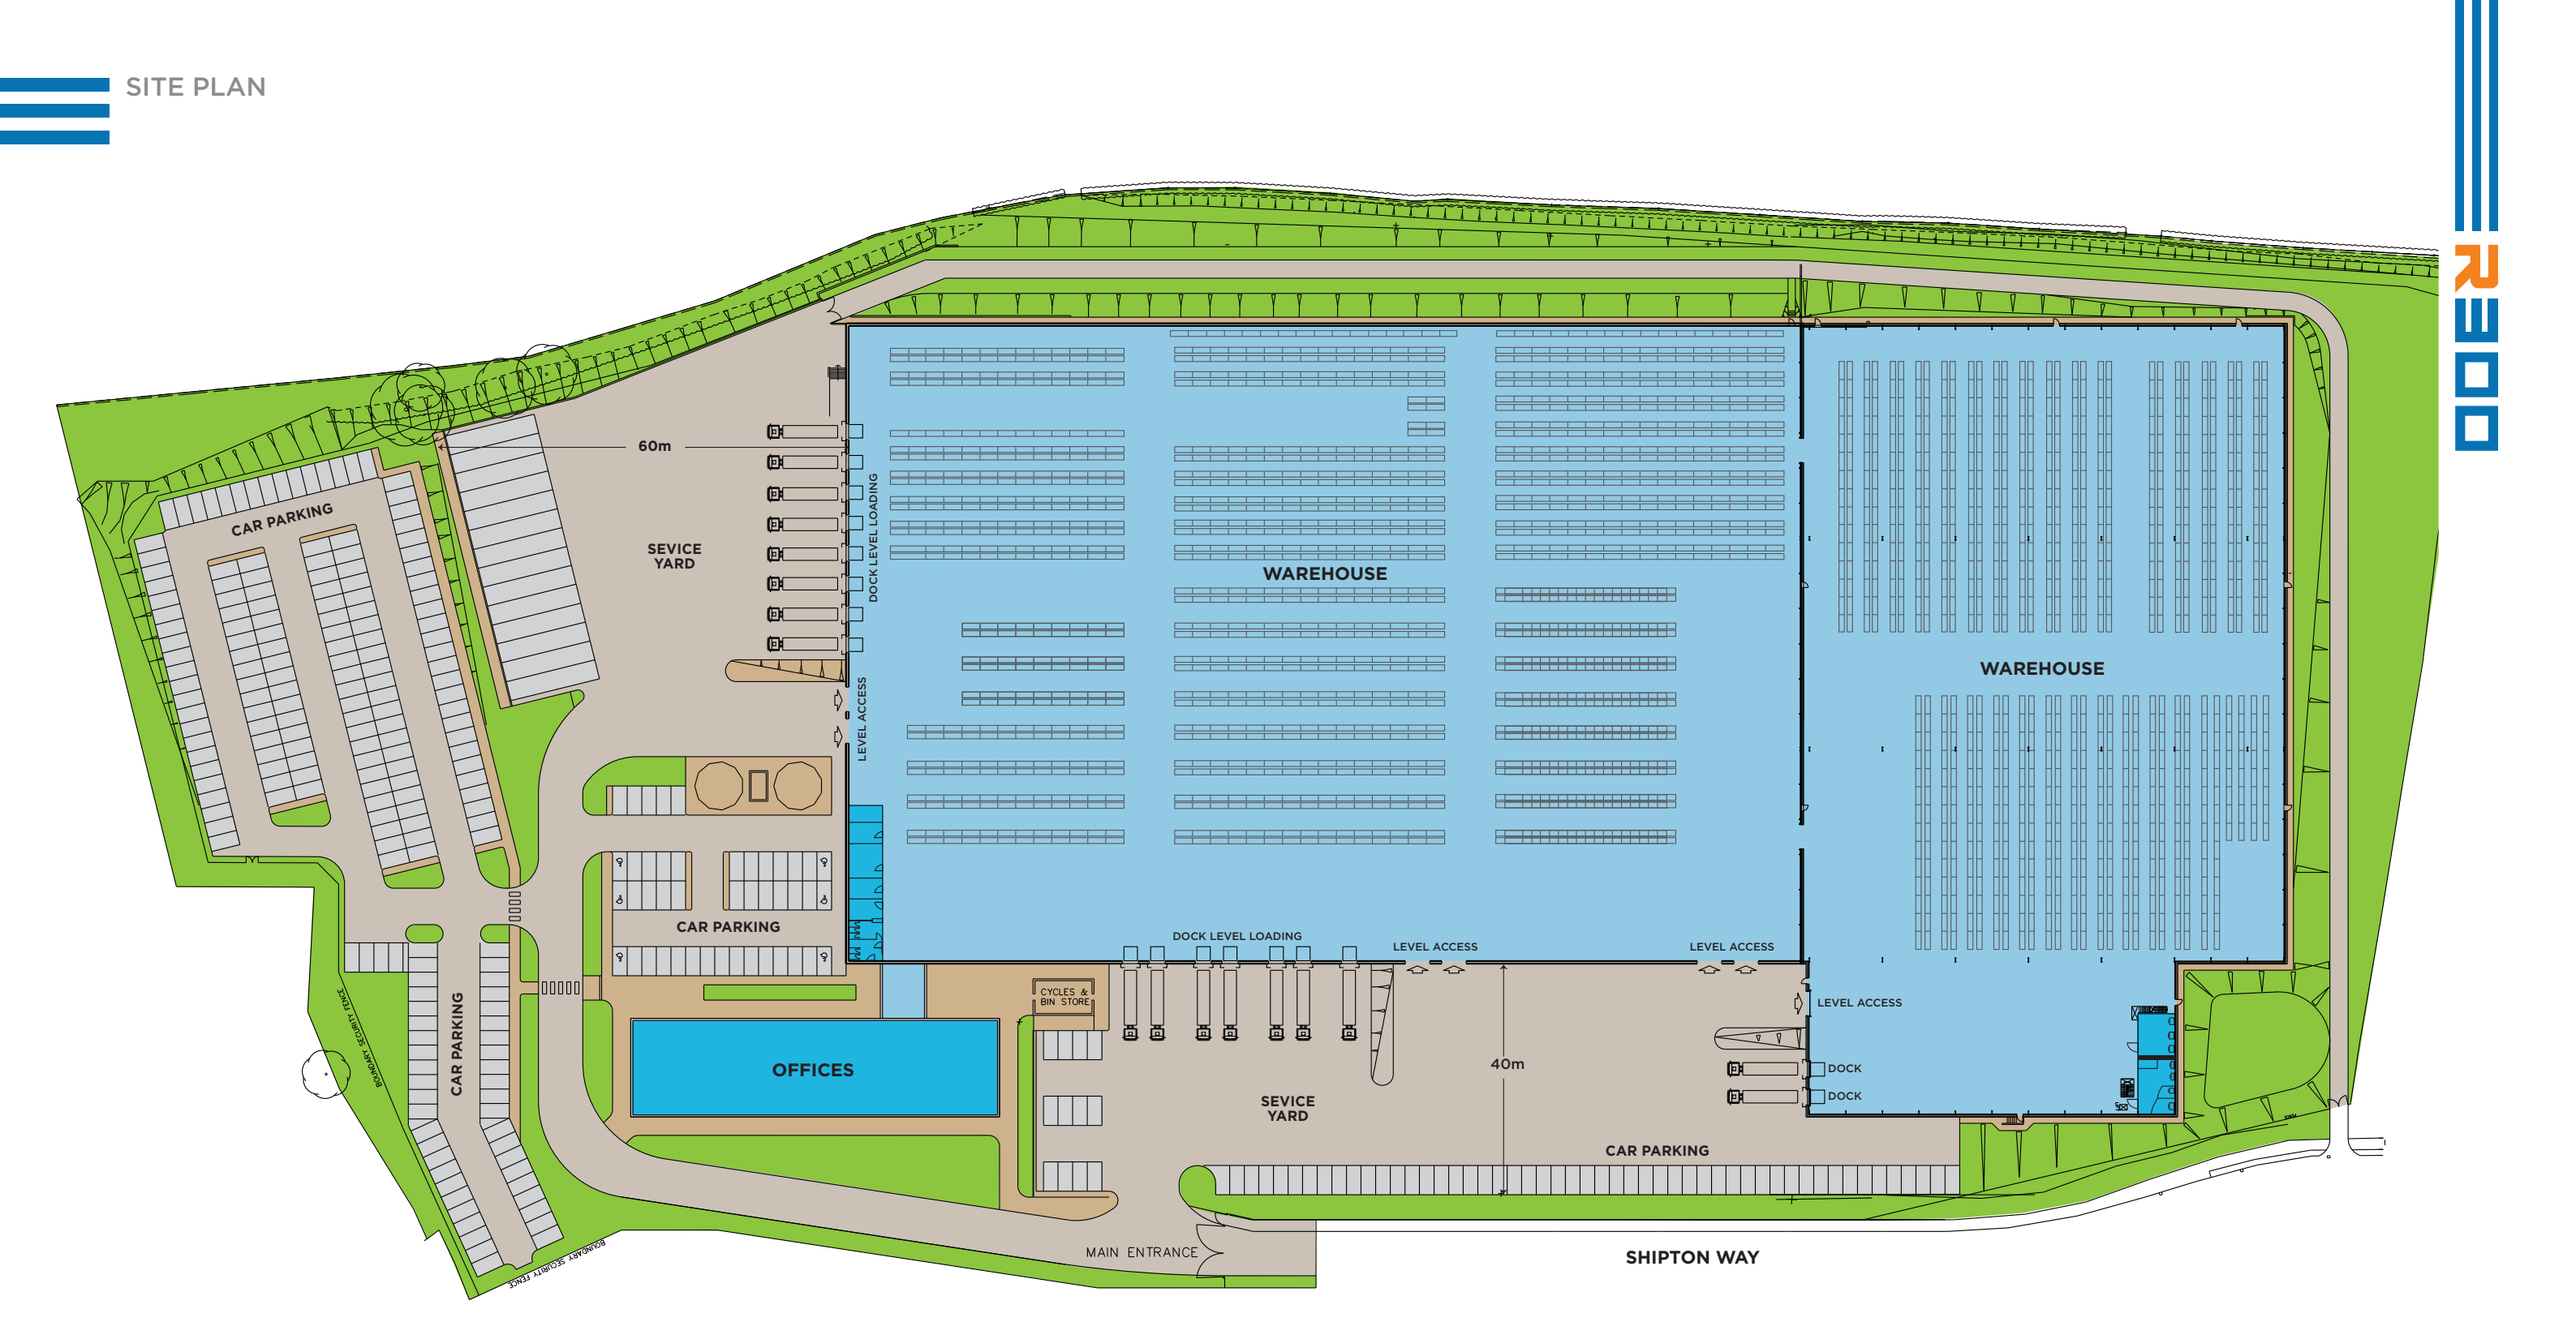 SITE PLAN
R300
60m
CAR PARKING
SEVICE
YARD
DOCK LEVEL LOADING
WAREHOUSE
WAREHOUSE
LEVEL ACCESS
CAR PARKING
DOCK LEVEL LOADING
LEVEL ACCESS
LEVEL ACCESS
CYCLES &
BIN STORE
LEVEL ACCESS
BOUNDARY SECURITY FENCE
CAR PARKING
OFFICES
40m
DOCK
DOCK
SEVICE
YARD
CAR PARKING
MAIN ENTRANCE
BOUNDARY SECURITY FENCE
SHIPTON WAY